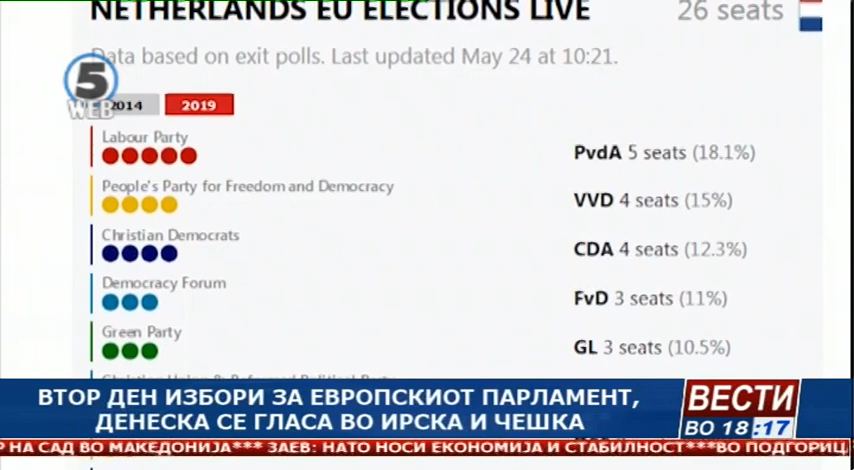 NETHERLANDS EU ELECTIONS LIVE 26 seats
Data based on exit polls. Last updated May 24 at 10:21.
5
WEB
2014 2019
Labour Party
PvdA 5 seats (18.1%)
People's Party for Freedom and Democracy
VVD 4 seats (15%)
Christian Democrats
CDA 4 seats (12.3%)
Democracy Forum
FvD 3 seats (11%)
Green Party
GL 3 seats (10.5%)
ВТОР ДЕН ИЗБОРИ ЗА ЕВРОПСКИОТ ПАРЛАМЕНТ,
ДЕНЕСКА СЕ ГЛАСА ВО ИРСКА И ЧЕШКА
ВЕСТИ
ВО 18:17
Р НА САД ВО МАКЕДОНИЈА*** ЗАЕВ: НАТО НОСИ ЕКОНОМИЈА И СТАБИЛНОСТ***ВО ПОДГОРИЦ